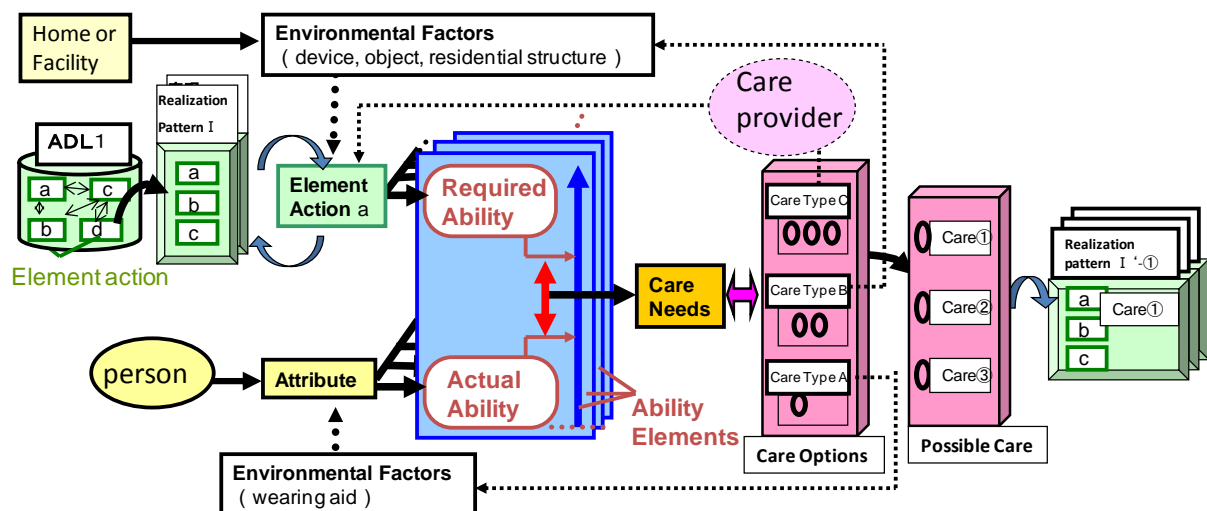 Home or
Facility
Environmental Factors
( device, object, residential structure )
Care
provider
Realization
Pattern Ⅰ
ADL1
a
c
b
d
a
b
c
Element action
Element
Action a
Required
Ability
Actual
Ability
Ability
Elements
person
Attribute
Environmental Factors
( wearing aid )
Care
Needs
Care Type C
Care Type B
Care Type A
Care Options
Care①
Care②
Care③
Possible Care
Realization
pattern Ⅰ ‘-①
a
Care①
b
c